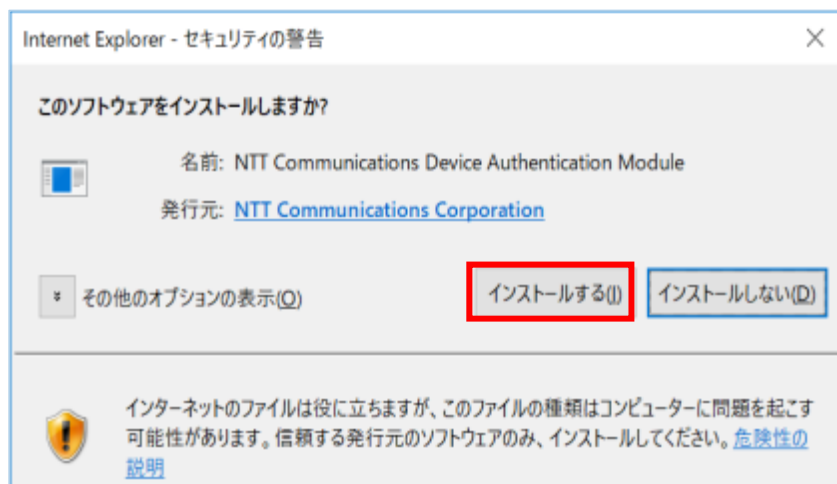 Internet Explorer - セキュリティの警告
このソフトウェアをインストールしますか?
名前: NTT Communications Device Authentication Module
発行元: NTT Communications Corporation
その他のオプションの表示(O)
インストールする(I)
インストールしない(D)
インターネットのファイルは役に立ちますが、このファイルの種類はコンピューターに問題を起こす
可能性があります。信頼する発行元のソフトウェアのみ、インストールしてください。危険性の
説明